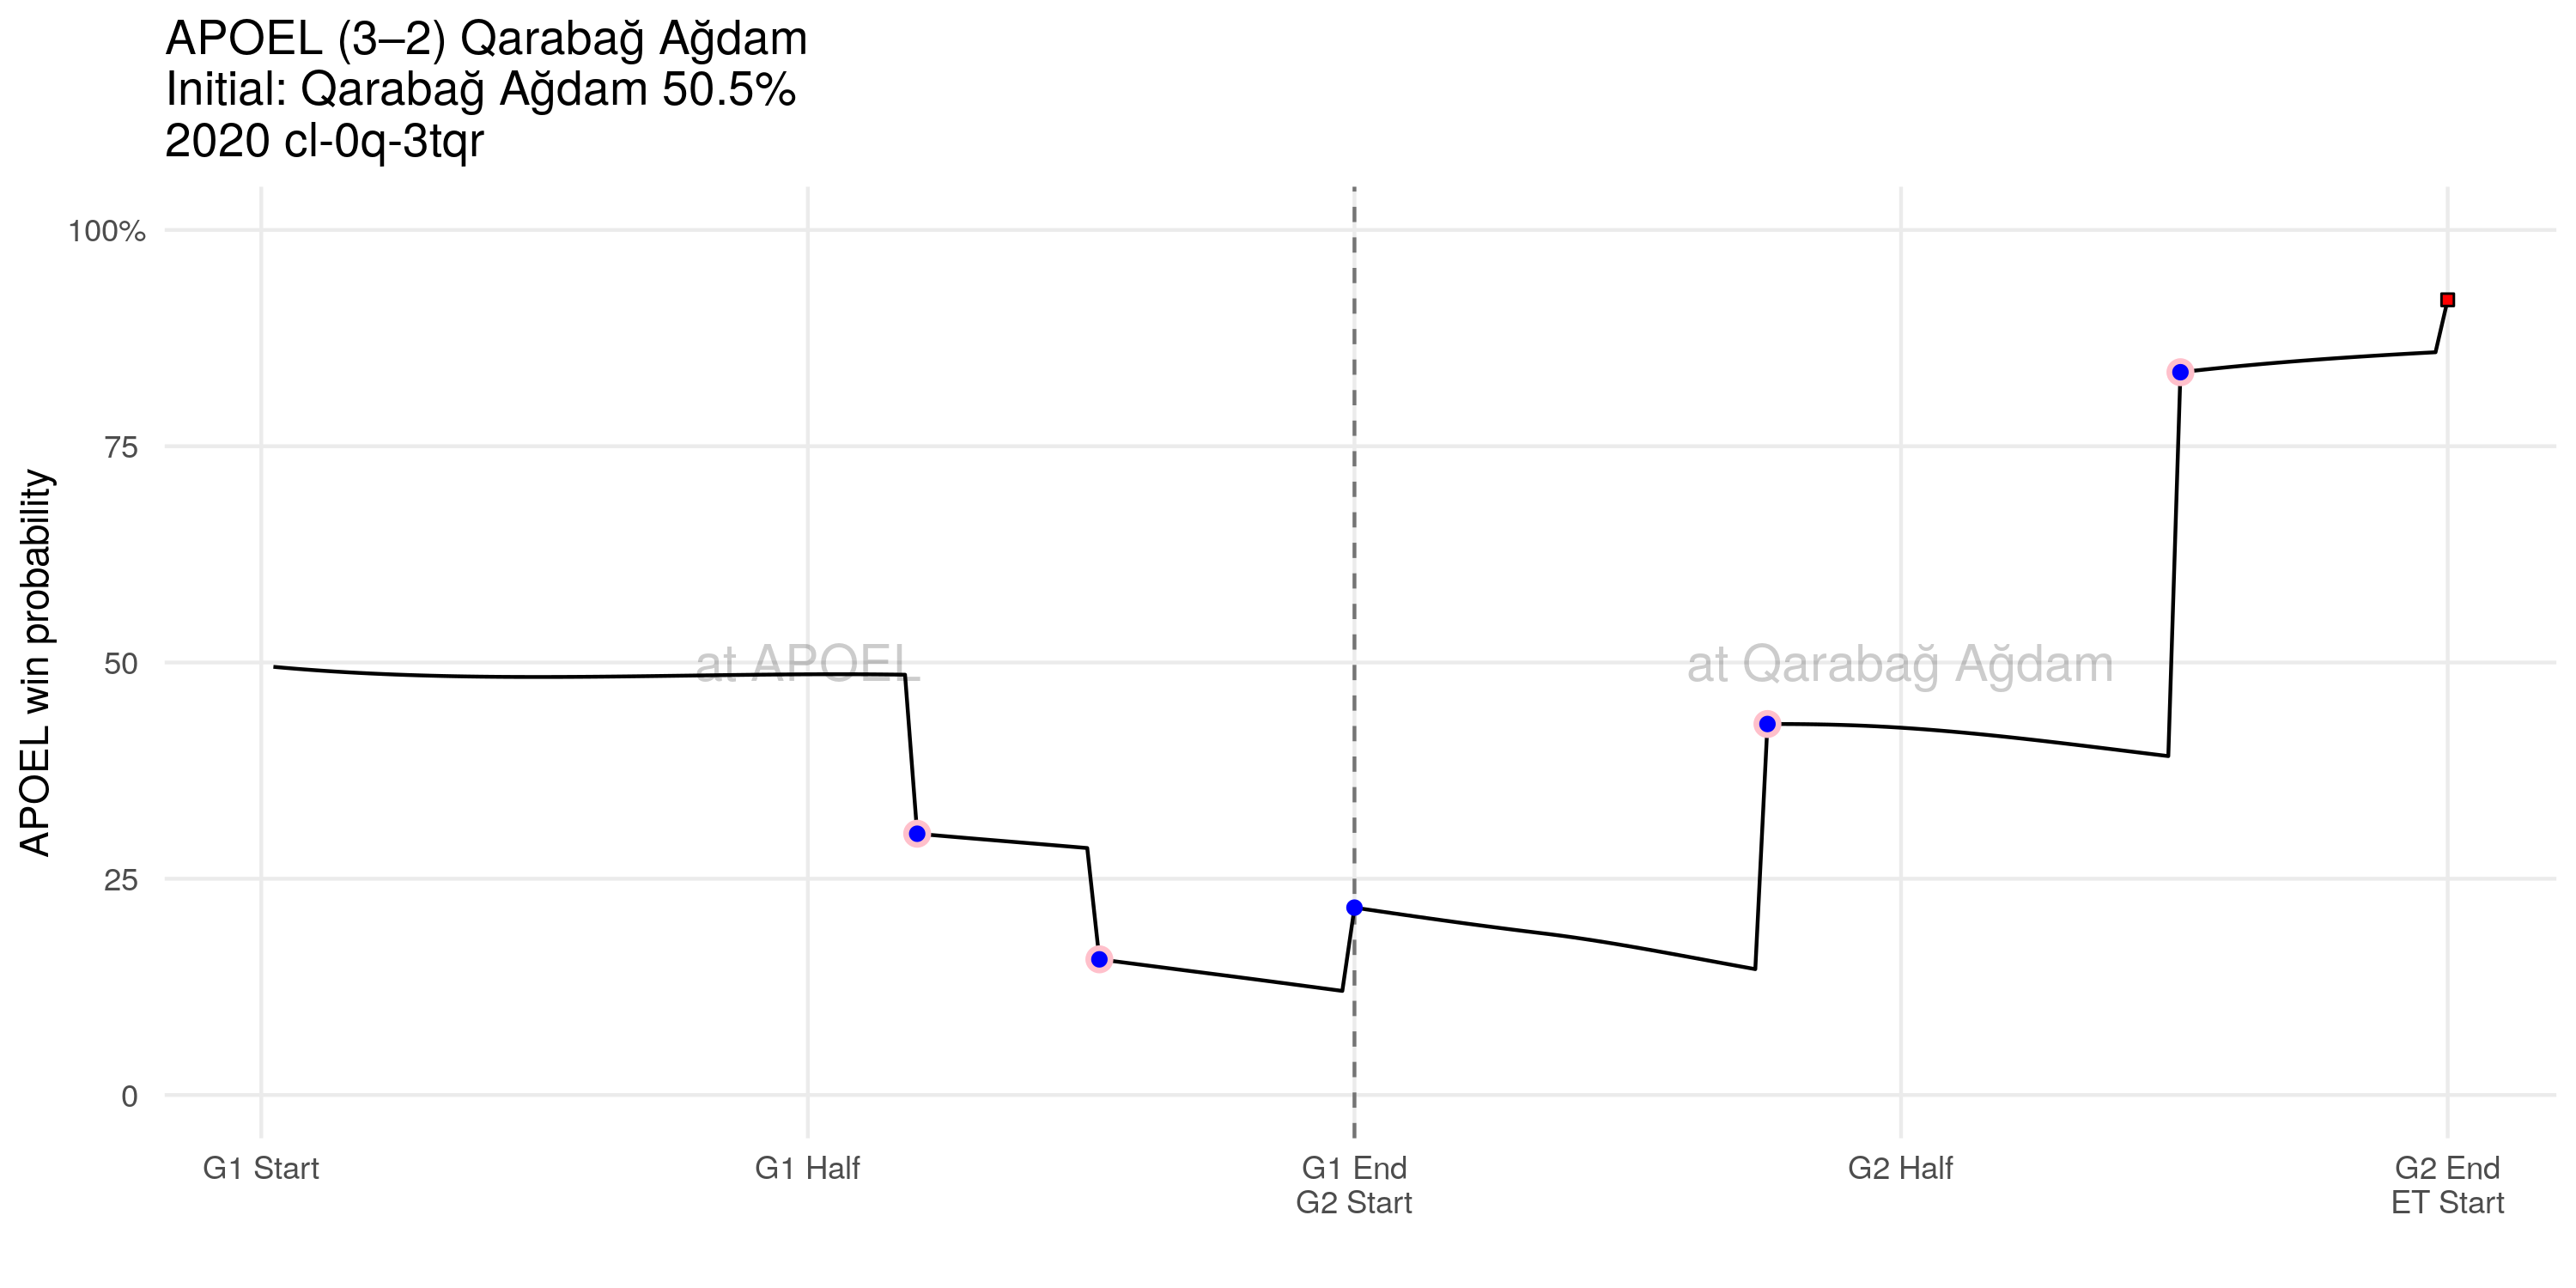 APOEL (3–2) Qarabağ Ağdam
Initial: Qarabağ Ağdam 50.5%
2020 cl-0q-3tqr
APOEL win probability
100%
75
50
25
0
at APOEL
at Qarabağ Ağdam
G1 Start
G1 Half
G1 End
G2 Start
G2 Half
G2 End
ET Start